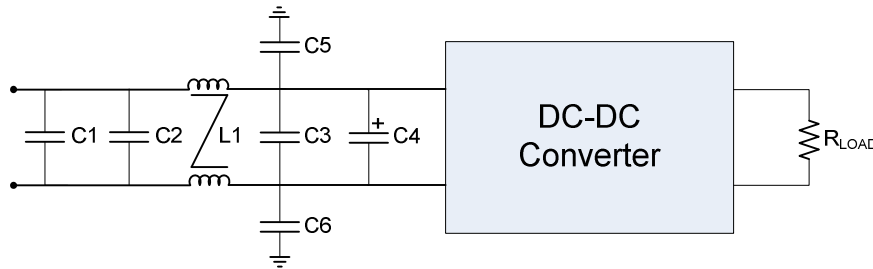 C5
C1
C2
L1
C3
+
C4
DC-DC
Converter
RLOAD
C6